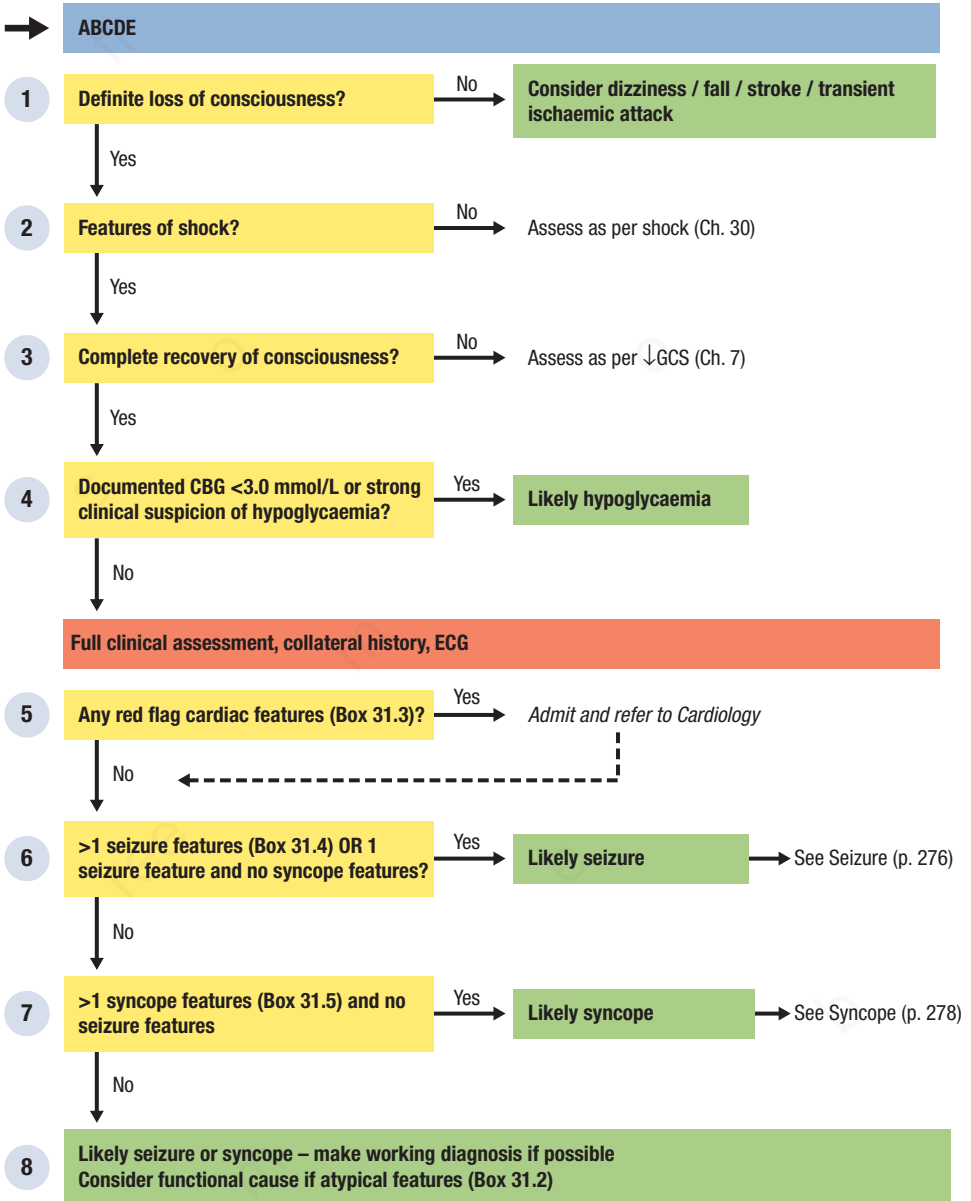 ABCDE
1
Definite loss of consciousness?
No
Consider dizziness / fall / stroke / transient
ischaemic attack
Yes
2
Features of shock?
No
Assess as per shock (Ch. 30)
Yes
3
Complete recovery of consciousness?
No
Assess as per ↓GCS (Ch. 7)
Yes
4
Documented CBG <3.0 mmol/L or strong
clinical suspicion of hypoglycaemia?
Yes
Likely hypoglycaemia
No
Full clinical assessment, collateral history, ECG
5
Any red flag cardiac features (Box 31.3)?
Yes
Admit and refer to Cardiology
No
6
>1 seizure features (Box 31.4) OR 1
seizure feature and no syncope features?
Yes
Likely seizure
See Seizure (p. 276)
No
7
>1 syncope features (Box 31.5) and no
seizure features
Yes
Likely syncope
See Syncope (p. 278)
No
8
Likely seizure or syncope – make working diagnosis if possible
Consider functional cause if atypical features (Box 31.2)